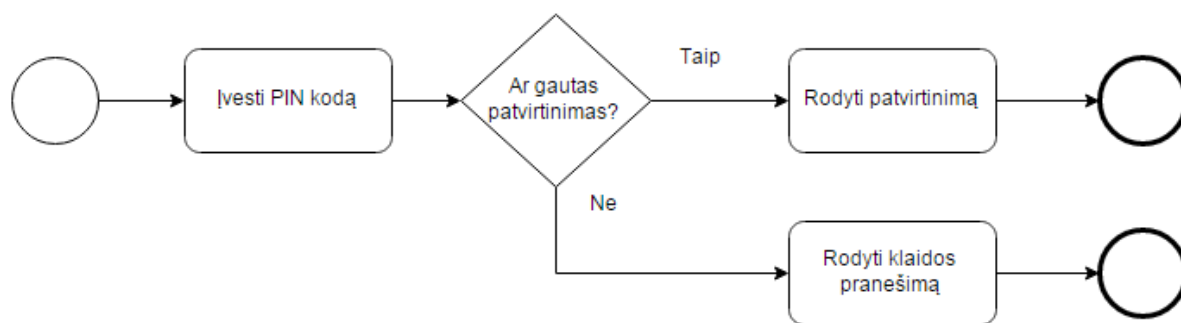 Įvesti PIN kodą
Ar gautas
patvirtinimas?
Taip
Rodyti patvirtinimą
Ne
Rodyti klaidos
pranešimą